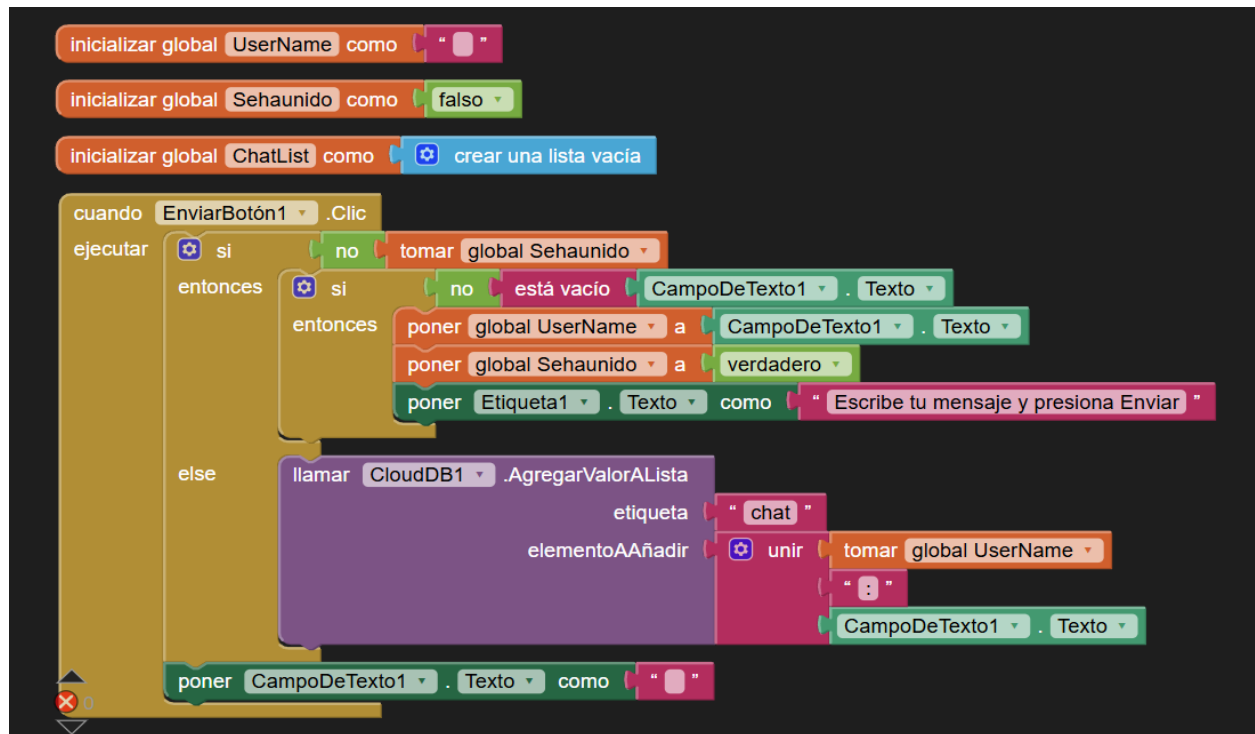 inicializar global UserName como " "
inicializar global Sehaunido como falso
inicializar global ChatList como crear una lista vacía
cuando EnviarBotón1 .Clic
ejecutar si no tomar global Sehaunido
entonces si no está vacío CampoDeTexto1 . Texto
entonces poner global UserName a CampoDeTexto1 . Texto
poner global Sehaunido a verdadero
poner Etiqueta1 . Texto como " Escribe tu mensaje y presiona Enviar "
else llamar CloudDB1 .AgregarValorALista
etiqueta " chat "
elementoAAñadir unir tomar global UserName
" : "
CampoDeTexto1 . Texto
poner CampoDeTexto1 . Texto como " "
0